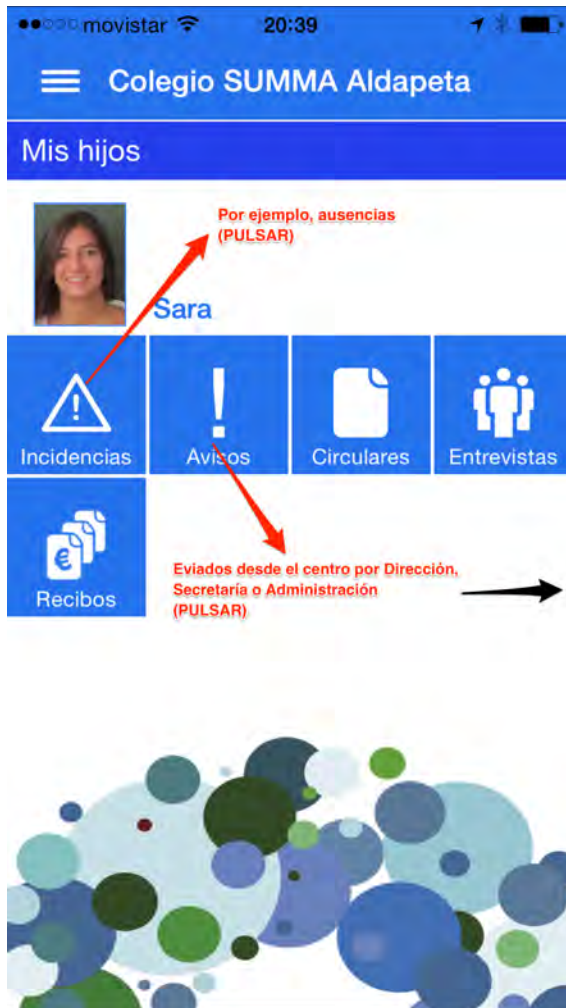 movistar 20:39
Colegio SUMMA Aldapeta
Mis hijos
Por ejemplo, ausencias
(PULSAR)
Sara
Incidencias Avisos Circulares Entrevistas
Recibos
Eviados desde el centro por Dirección,
Secretaría o Administración
(PULSAR)